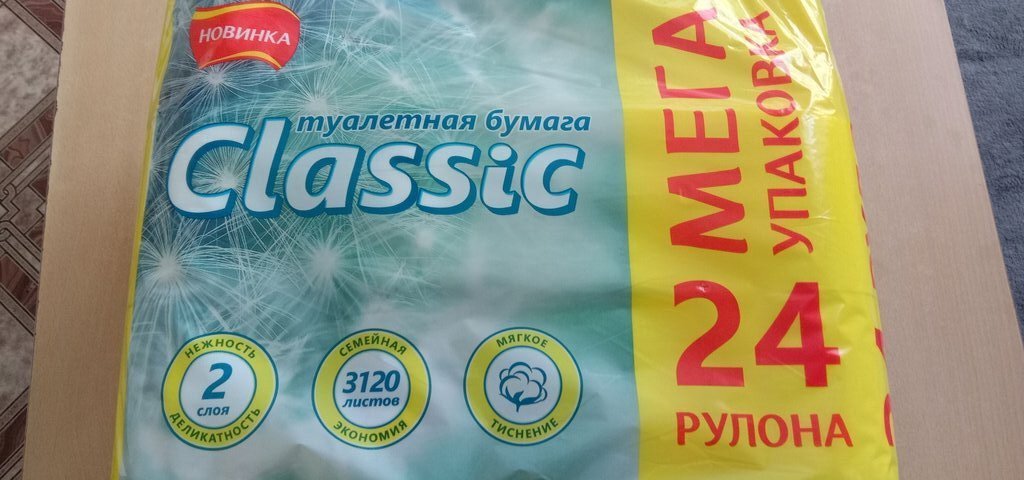 НОВИНКА
туалетная бумага
Classic
НЕЖНОСТЬ
2
слоя
ДЕЛИКАТНОСТЬ
СЕМЕЙНАЯ
3120
листов
ЭКОНОМИЯ
МЯГКОЕ
ТИСНЕНИЕ
МЕГА
УПАКОВКА
24
РУЛОНА